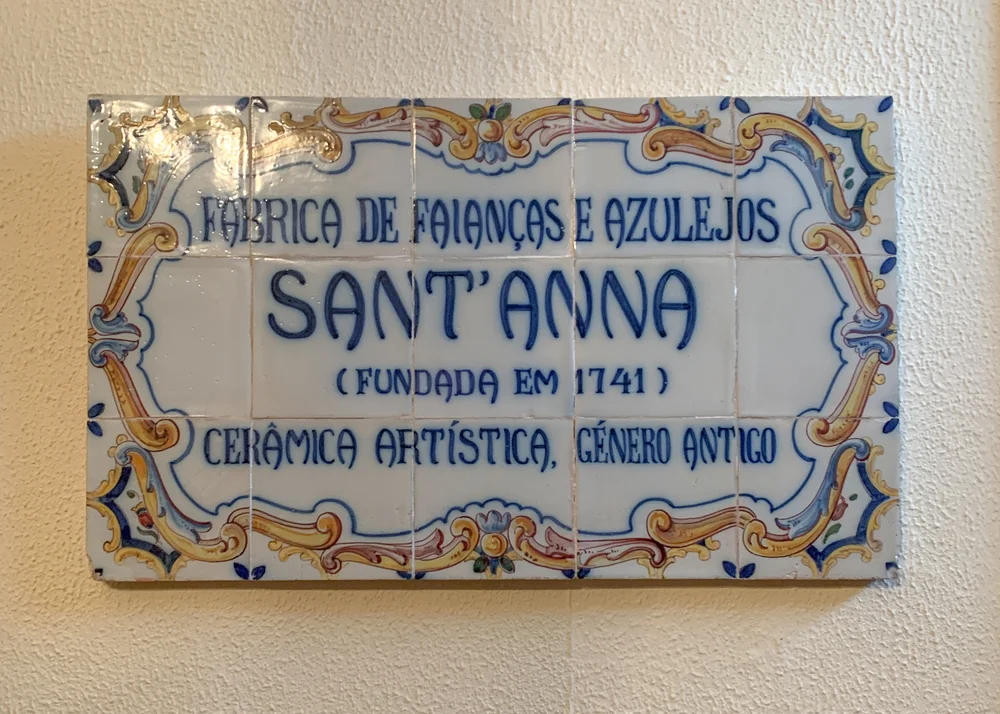 FABRICA DE FAIANÇAS E AZULEJOS
SANT'ANNA
(FUNDADA EM 1741)
CERÂMICA ARTÍSTICA, GÉNERO ANTIGO